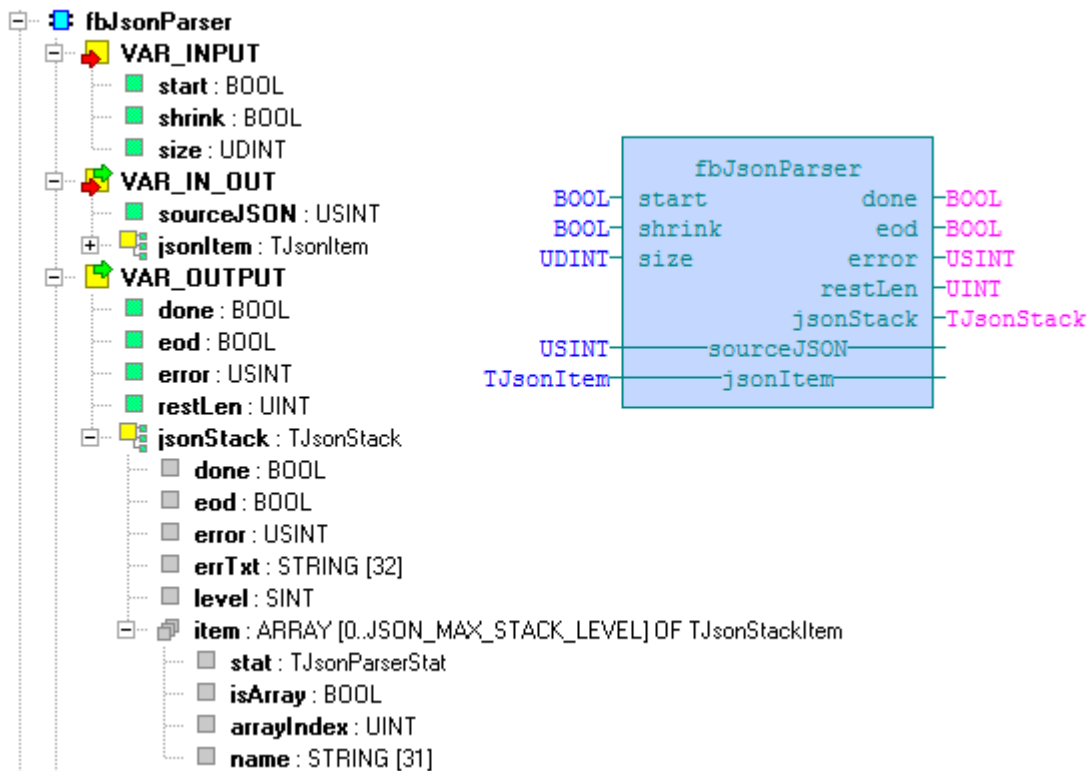 fbJsonParser
VAR_INPUT
start : BOOL
shrink : BOOL
size : UDINT
VAR_IN_OUT
sourceJSON : USINT
jsonItem : TJsonItem
VAR_OUTPUT
done : BOOL
eod : BOOL
error : USINT
restLen : UINT
jsonStack : TJsonStack
done : BOOL
eod : BOOL
error : USINT
errTxt : STRING [32]
level : SINT
item : ARRAY [0..JSON_MAX_STACK_LEVEL] OF TJsonStackItem
stat : TJsonParserStat
isArray : BOOL
arrayIndex : UINT
name : STRING [31]
fbJsonParser
BOOL start done BOOL
BOOL shrink eod BOOL
UDINT size error USINT
restLen UINT
jsonStack TJsonStack
USINT sourceJSON
TJsonItem jsonItem